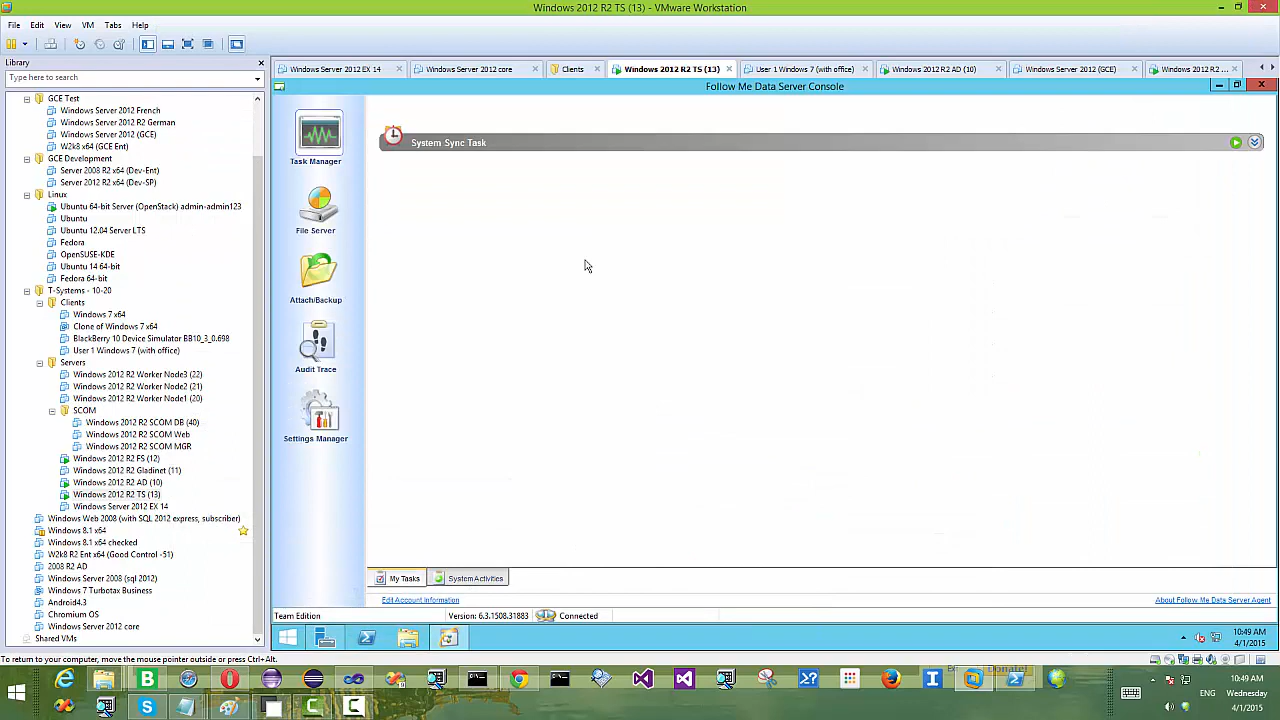 Windows 2012 R2 TS (13) - VMware Workstation
File Edit View VM Tabs Help
Library
Type here to search
Windows Server 2012 EX 14
Windows Server 2012 core
Clients
Windows 2012 R2 TS (13)
User 1 Windows 7 (with office)
Windows 2012 R2 AD (10)
Windows Server 2012 (GCE)
Windows 2012 R2 ...
Follow Me Data Server Console
GCE Test
Windows Server 2012 French
Windows Server 2012 R2 German
Windows Server 2012 (GCE)
W2k8 R2 x64 (GCE Ent)
GCE Development
Server 2008 R2 x64 (Dev-Ent)
Server 2012 R2 x64 (Dev-SP)
Linux
Ubuntu 64-bit Server (OpenStack) admin-admin123
Ubuntu
Ubuntu 12.04 Server LTS
Fedora
OpenSUSE-KDE
Ubuntu 14 64-bit
Fedora 64-bit
T-Systems - 10-20
Clients
Windows 7 x64
Clone of Windows 7 x64
BlackBerry 10 Device Simulator BB10_3_0.698
User 1 Windows 7 (with office)
Servers
Windows 2012 R2 Worker Node3 (22)
Windows 2012 R2 Worker Node2 (21)
Windows 2012 R2 Worker Node1 (20)
SCOM
Windows 2012 R2 SCOM DB (40)
Windows 2012 R2 SCOM Web
Windows 2012 R2 SCOM MGR
Windows 2012 R2 FS (12)
Windows 2012 R2 Gladinet (11)
Windows 2012 R2 AD (10)
Windows 2012 R2 TS (13)
Windows Server 2012 EX 14
Windows Web 2008 (with SQL 2012 express, subscriber)
Windows 8.1 x64
Windows 8.1 x64 checked
W2k8 R2 Ent x64 (Good Control -51)
2008 R2 AD
Windows Server 2008 (sql 2012)
Windows 7 Turbotax Business
Android4.3
Chromium OS
Windows Server 2012 core
Shared VMs
Task Manager
File Server
Attach/Backup
Audit Trace
Settings Manager
System Sync Task
My Tasks
System Activities
Edit Account Information
About Follow Me Data Server Agent
Team Edition
Version: 6.3.1508.31883
Connected
10:49 AM
4/1/2015
To return to your computer, move the mouse pointer outside or press Ctrl+Alt.
Donate!
10:49 AM
ENG Wednesday
4/1/2015